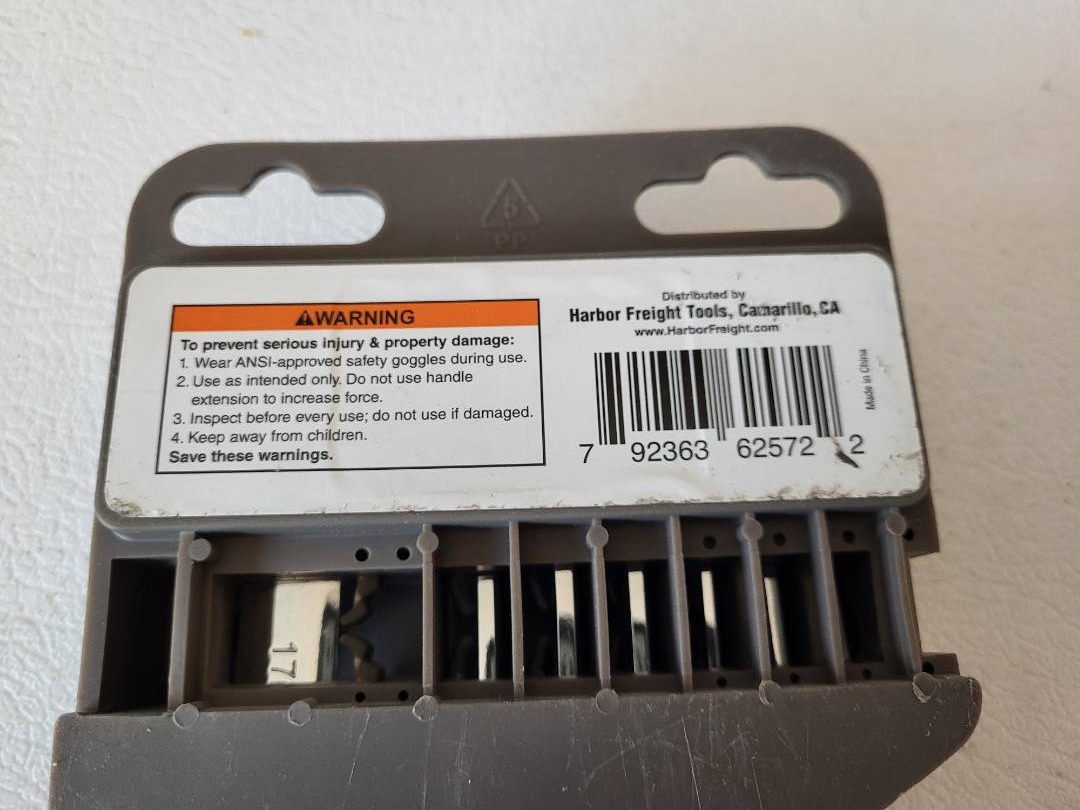 5
PP
⚠WARNING
To prevent serious injury & property damage:
1. Wear ANSI-approved safety goggles during use.
2. Use as intended only. Do not use handle
extension to increase force.
3. Inspect before every use; do not use if damaged.
4. Keep away from children.
Save these warnings.
Distributed by
Harbor Freight Tools, Camarillo, CA
www.HarborFreight.com
Made in China
7 92363 62572 2
17